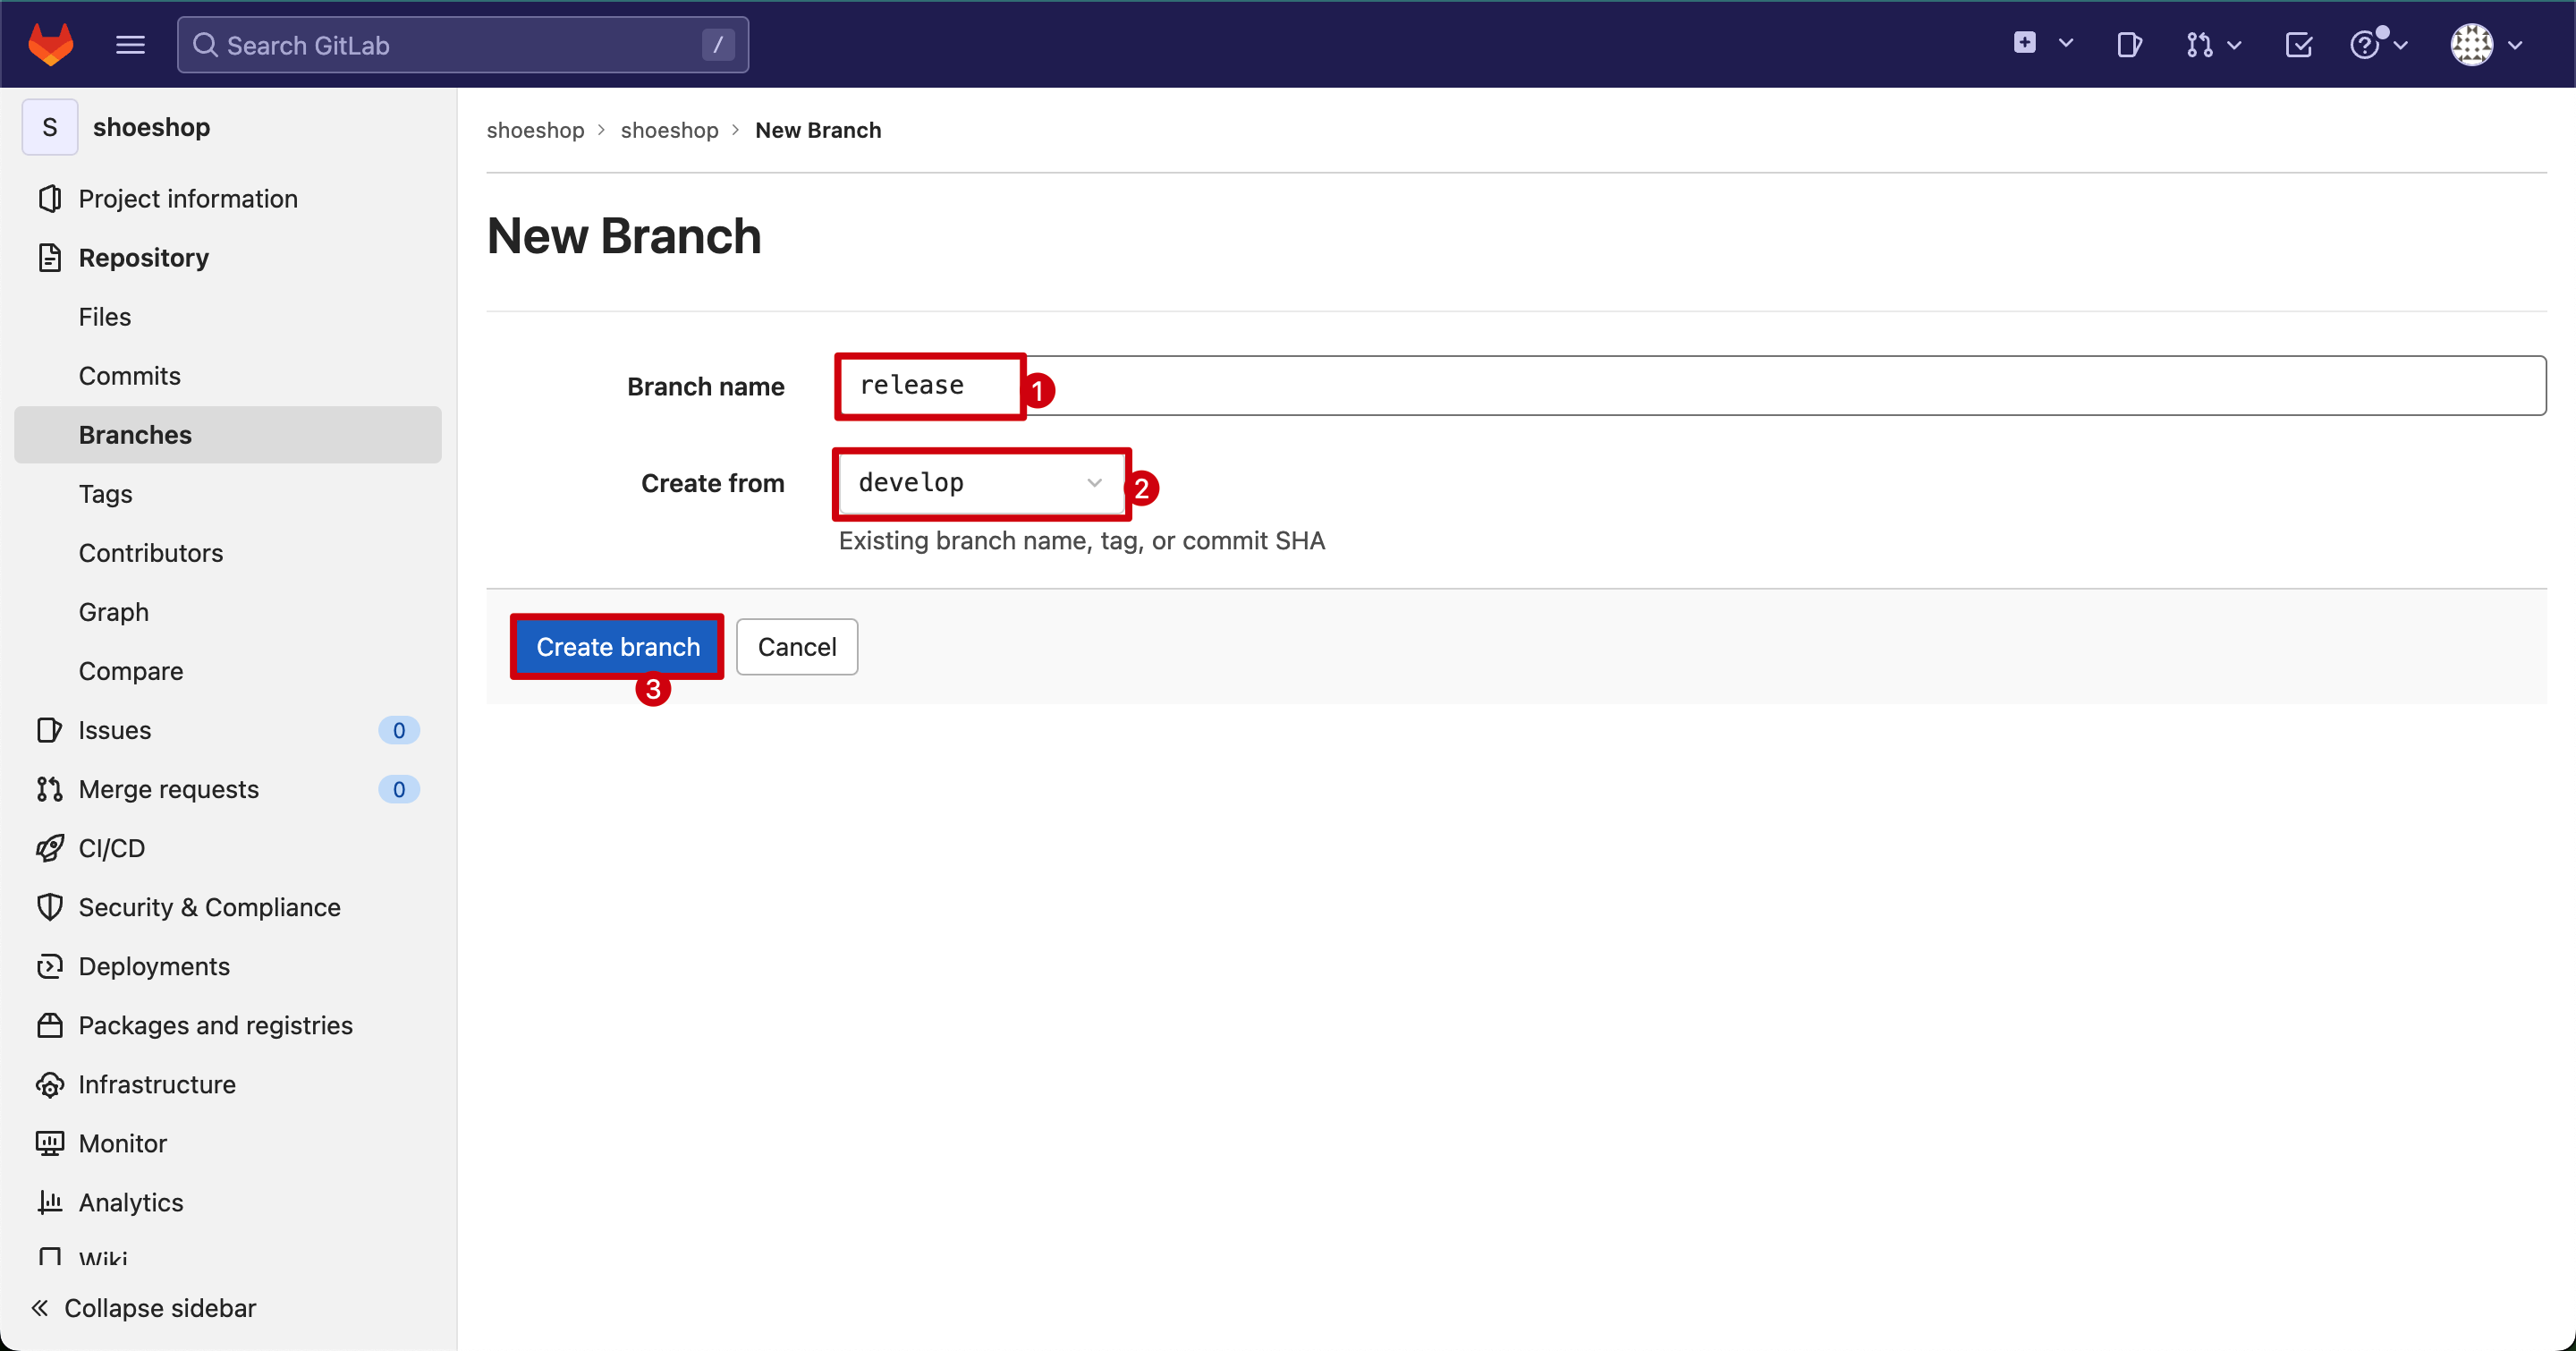 Search GitLab /
S shoeshop
Project information
Repository
Files
Commits
Branches
Tags
Contributors
Graph
Compare
Issues 0
Merge requests 0
CI/CD
Security & Compliance
Deployments
Packages and registries
Infrastructure
Monitor
Analytics
Wiki
Collapse sidebar
shoeshop > shoeshop > New Branch
New Branch
Branch name release 1
Create from develop 2
Existing branch name, tag, or commit SHA
Create branch Cancel
3